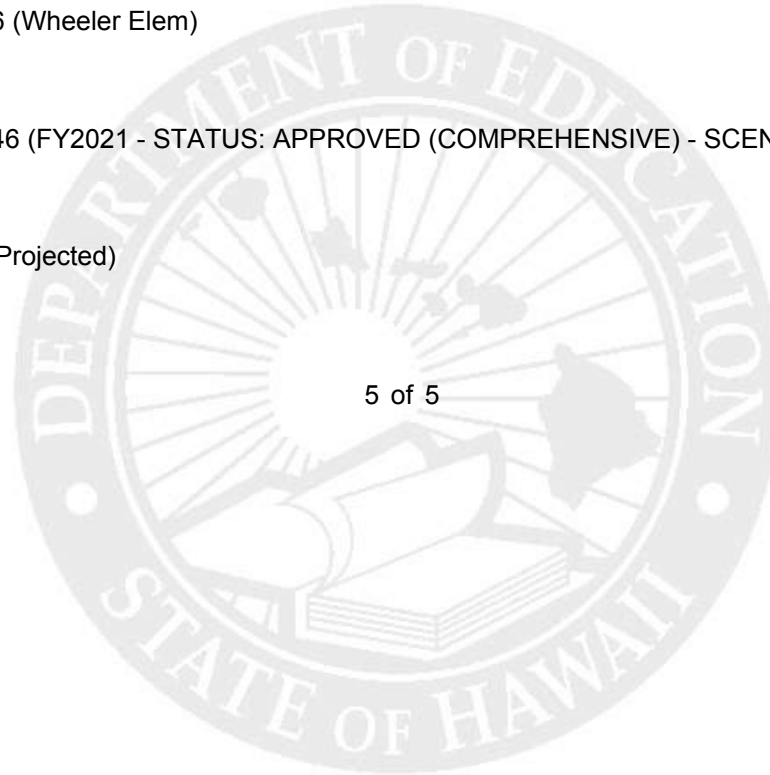 6 (Wheeler Elem)
46 (FY2021 - STATUS: APPROVED (COMPREHENSIVE) - SCEN
Projected)
5 of 5
DEPARTMENT OF EDUCATION
STATE OF HAWAII